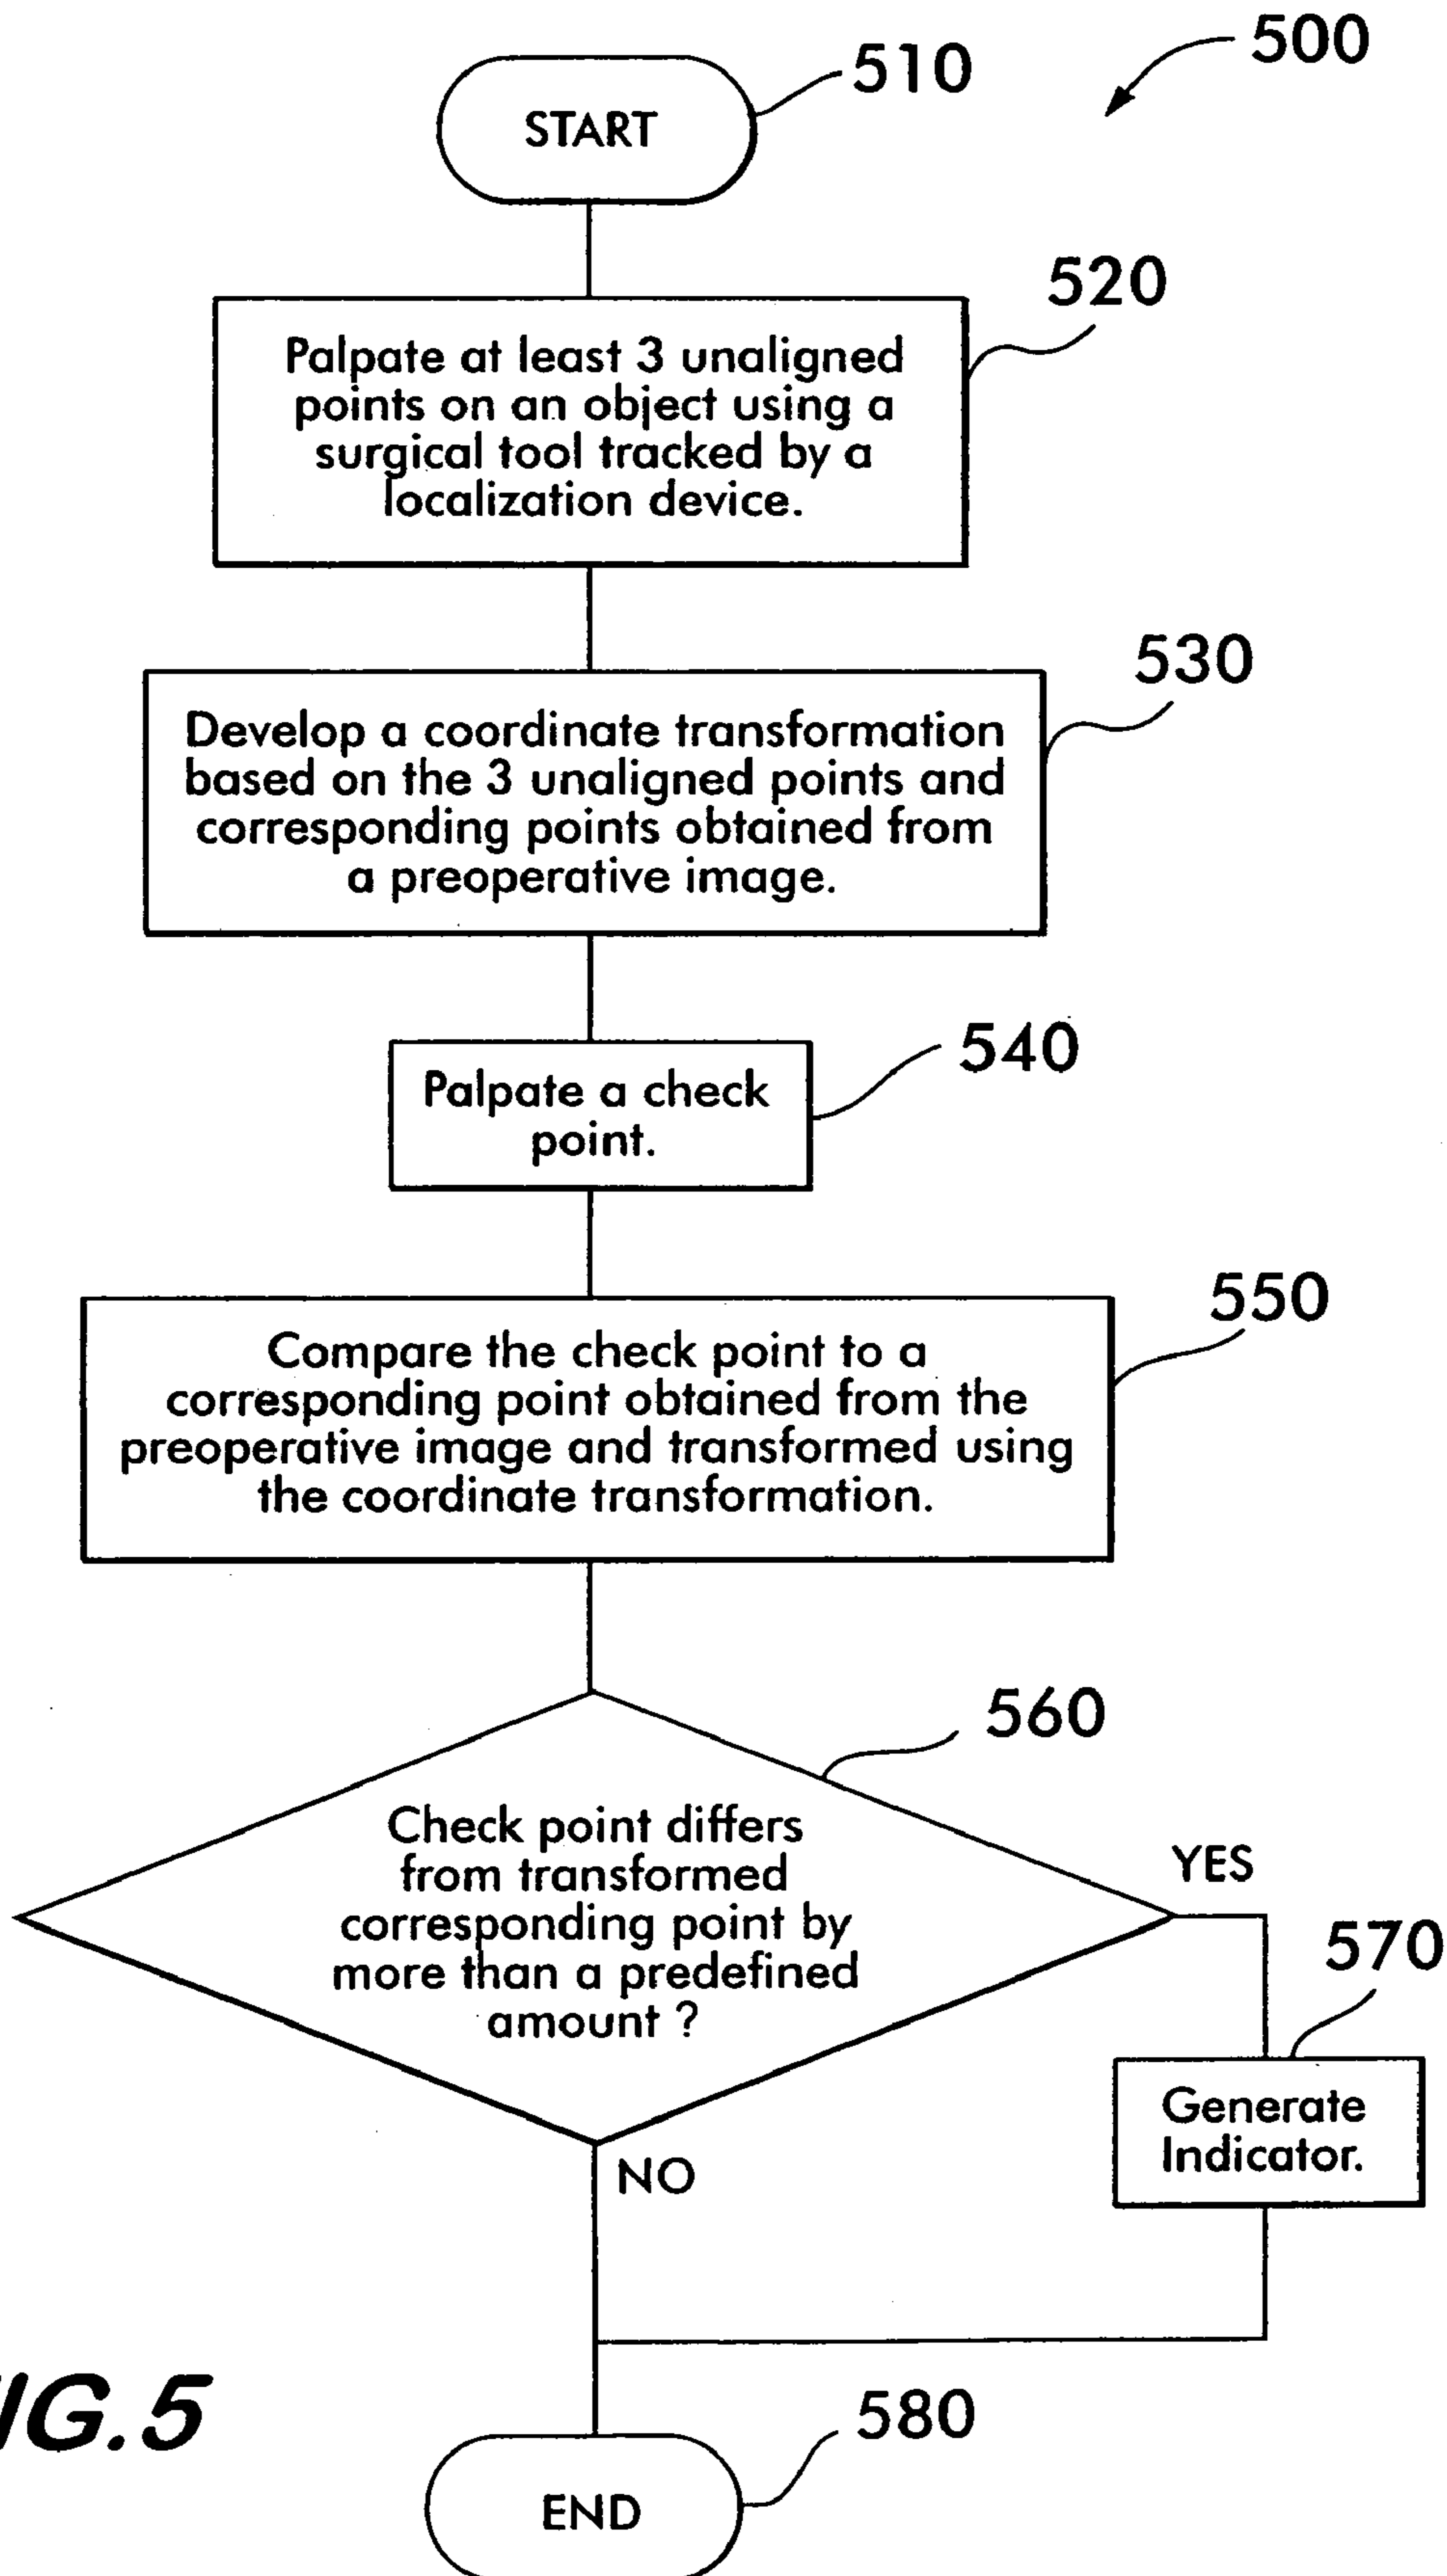 500
510
START
520
Palpate at least 3 unaligned
points on an object using a
surgical tool tracked by a
localization device.
530
Develop a coordinate transformation
based on the 3 unaligned points and
corresponding points obtained from
a preoperative image.
540
Palpate a check
point.
550
Compare the check point to a
corresponding point obtained from the
preoperative image and transformed using
the coordinate transformation.
560
Check point differs
from transformed
corresponding point by
more than a predefined
amount ?
YES
570
Generate
Indicator.
NO
IG.5
580
END